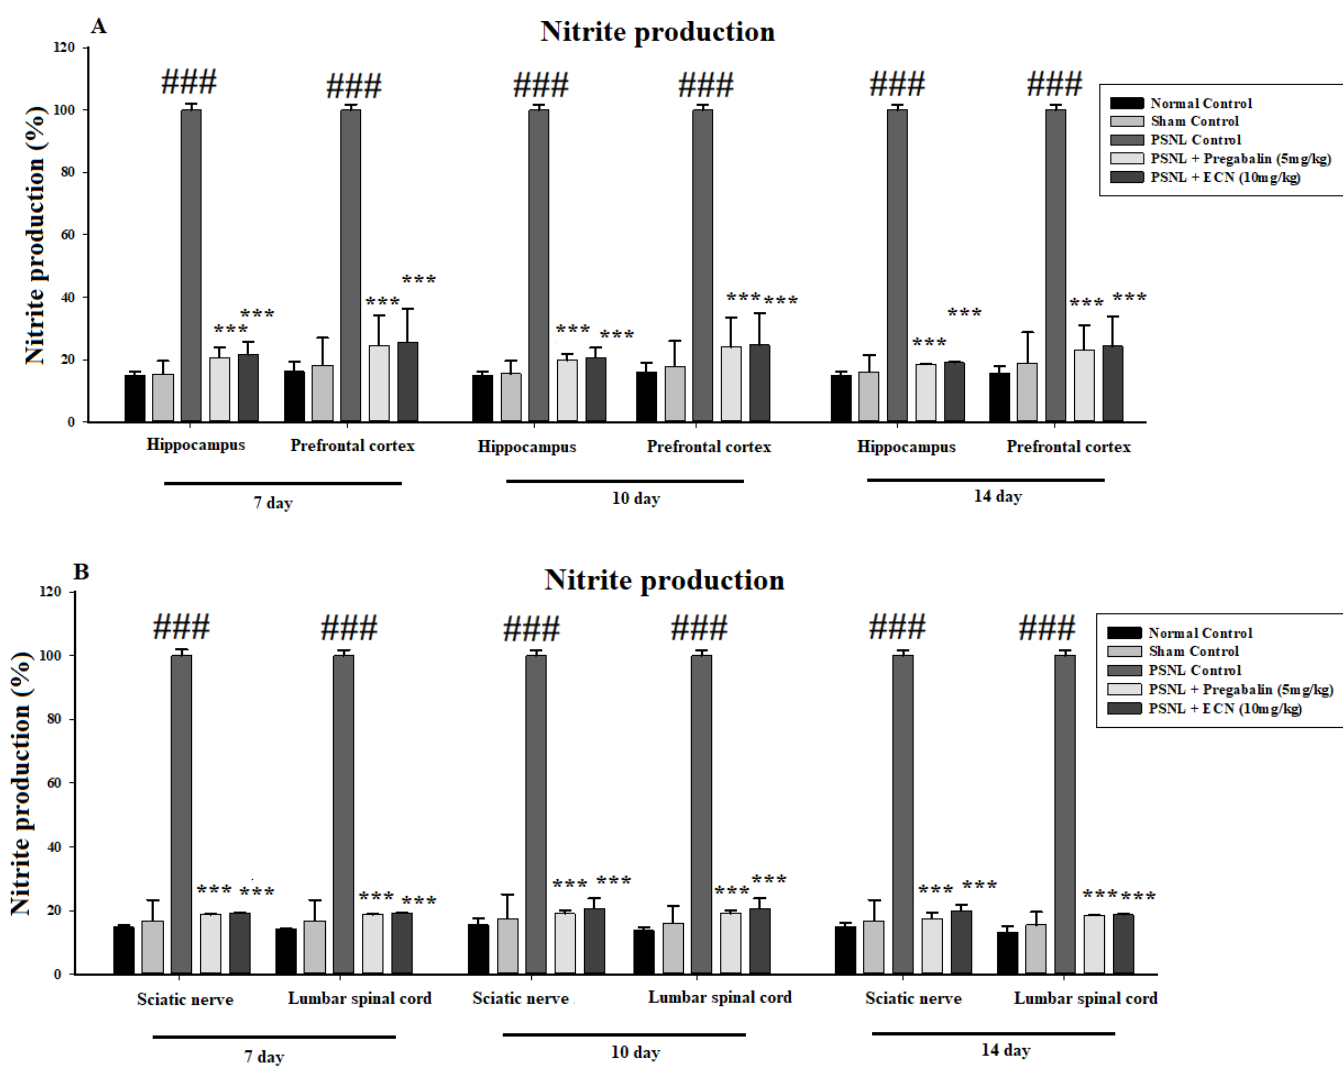 A
Nitrite production
Nitrite production (%)
120
100
80
60
40
20
0
### ### ### ### ### ###
*** *** *** *** *** *** *** *** *** *** *** ***
Normal Control
Sham Control
PSNL Control
PSNL + Pregabalin (5mg/kg)
PSNL + ECN (10mg/kg)
Hippocampus Prefrontal cortex Hippocampus Prefrontal cortex Hippocampus Prefrontal cortex
7 day 10 day 14 day
B
Nitrite production
Nitrite production (%)
120
100
80
60
40
20
0
### ### ### ### ### ###
*** *** *** *** *** *** *** *** *** *** *** ***
Normal Control
Sham Control
PSNL Control
PSNL + Pregabalin (5mg/kg)
PSNL + ECN (10mg/kg)
Sciatic nerve Lumbar spinal cord Sciatic nerve Lumbar spinal cord Sciatic nerve Lumbar spinal cord
7 day 10 day 14 day